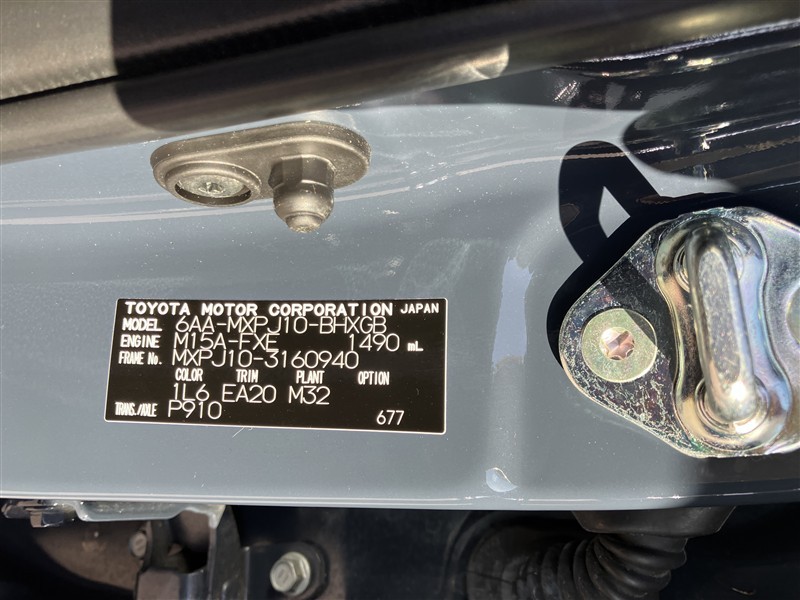 TOYOTA MOTOR CORPORATION JAPAN
MODEL 6AA-MXPJ10-BHXGB
ENGINE M15A-FXE 1490 mL
FRAME No. MXPJ10-3160940
COLOR TRIM PLANT OPTION
1L6 EA20 M32
TRANS./AXLE P910 677